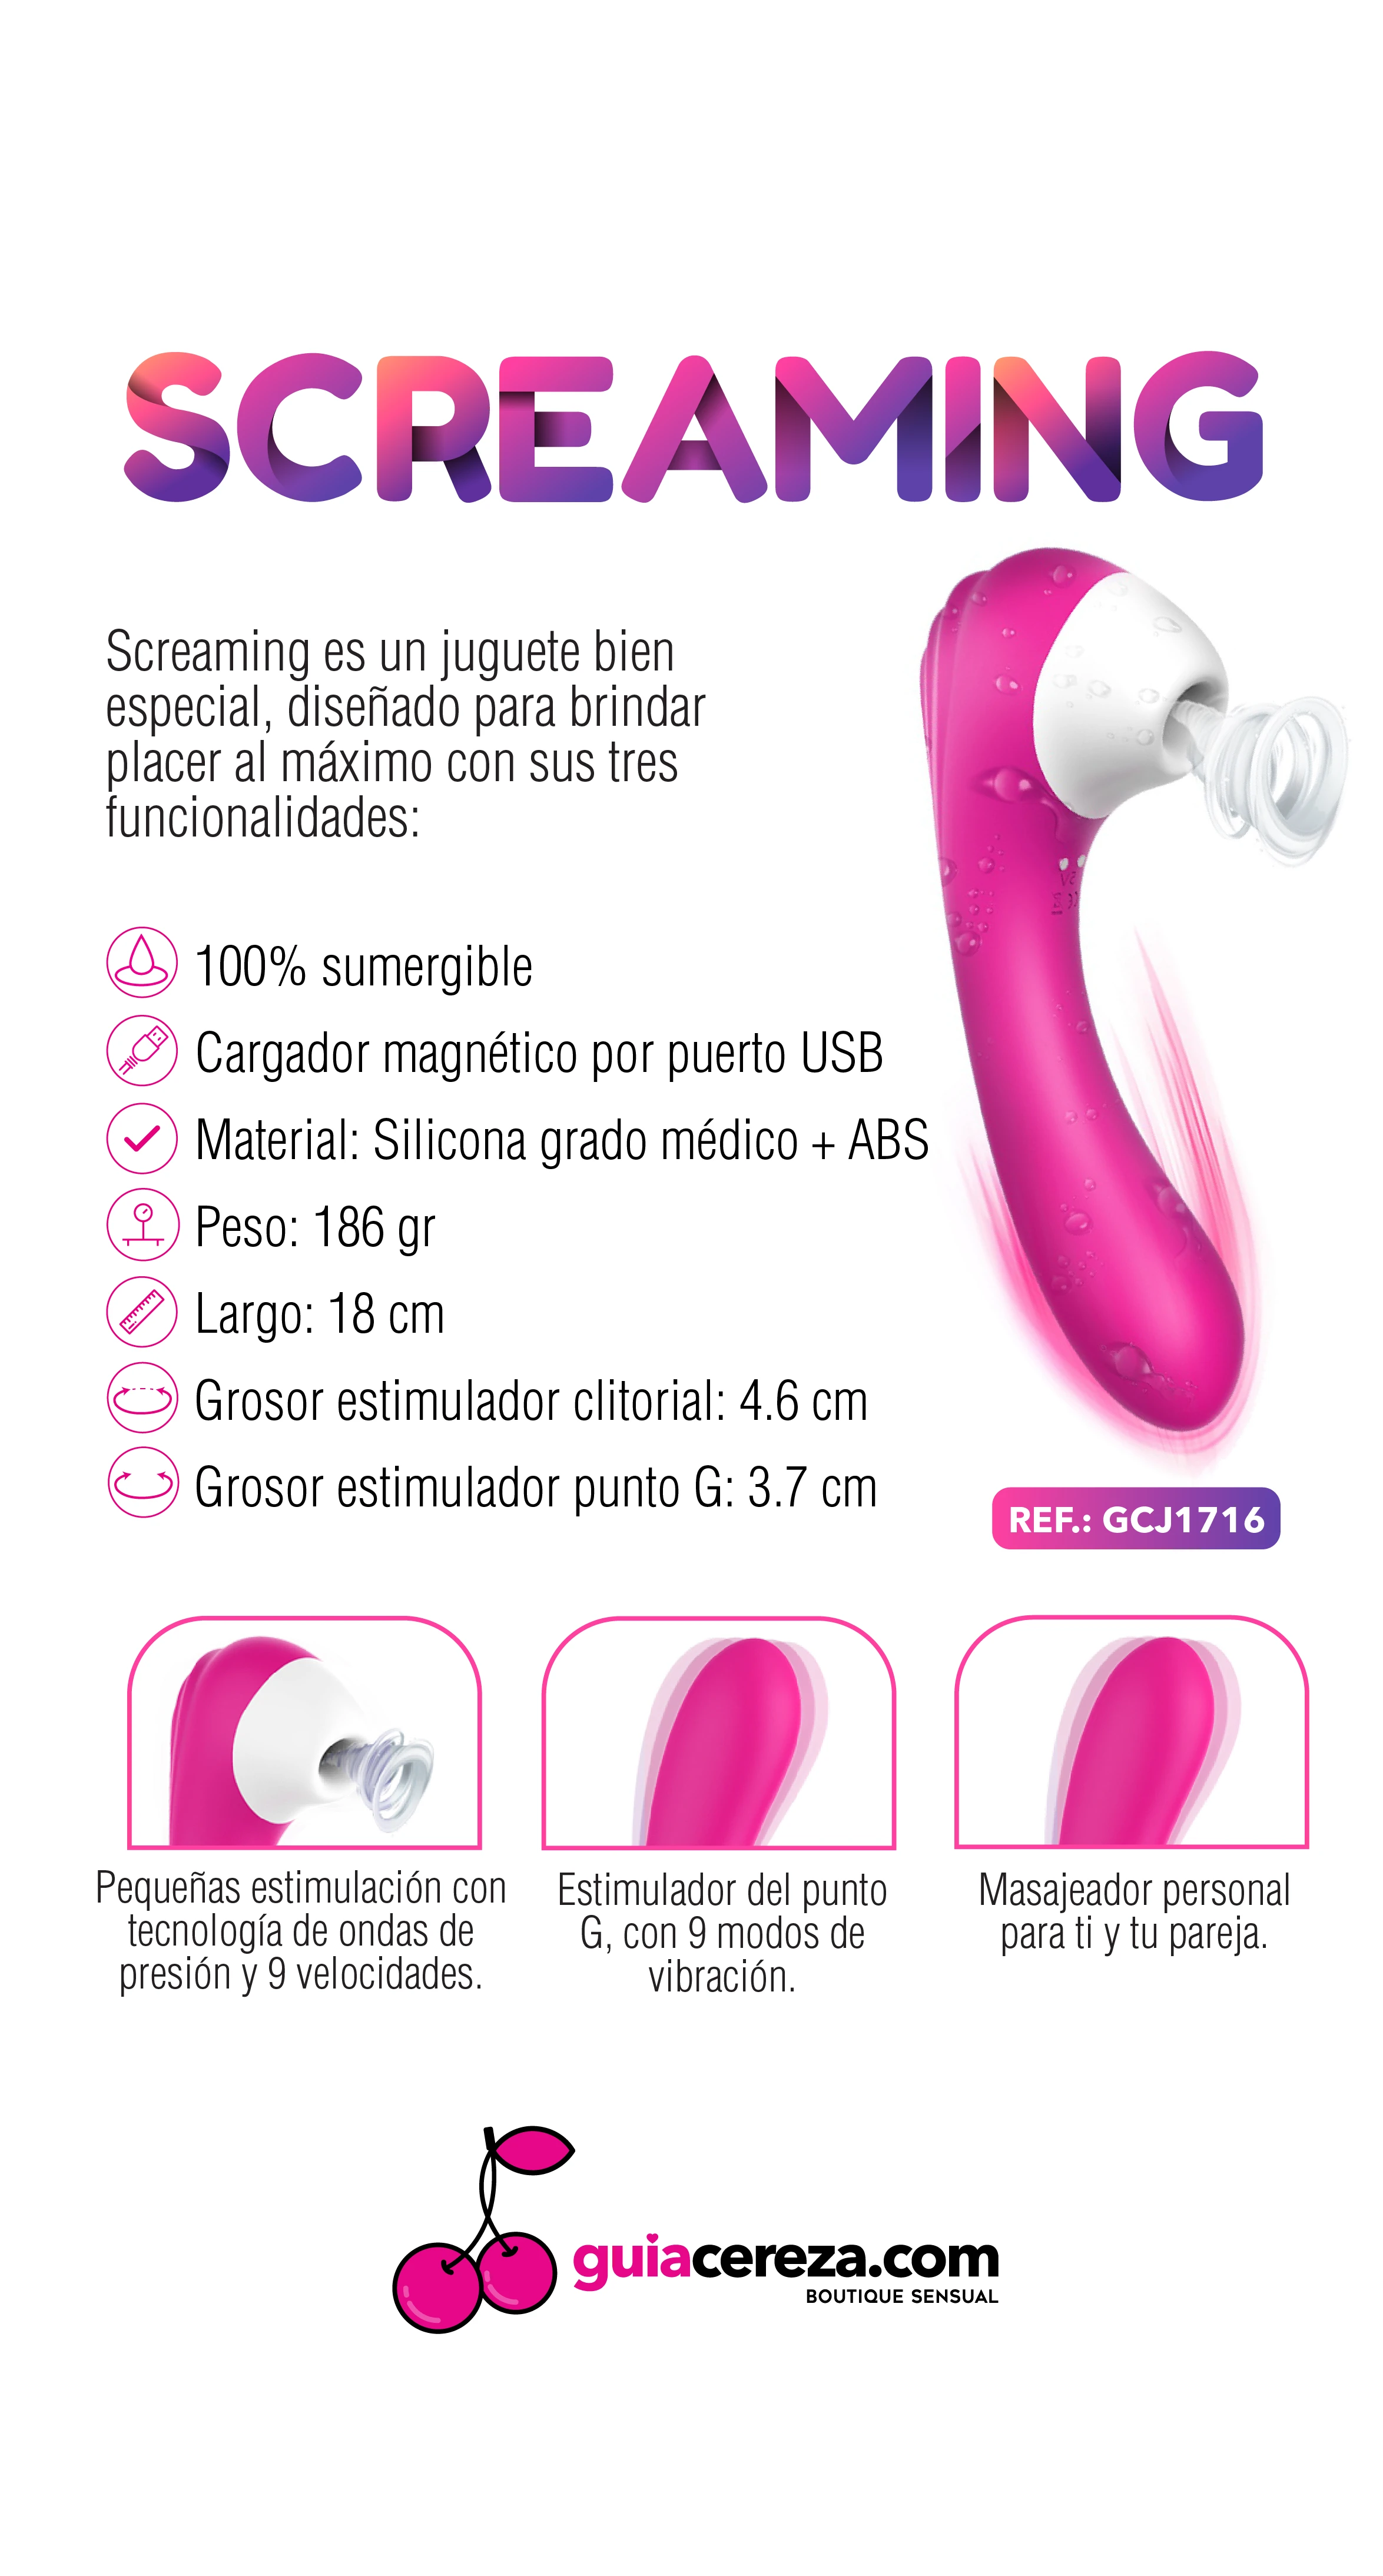 SCREAMING
Screaming es un juguete bien
especial, diseñado para brindar
placer al máximo con sus tres
funcionalidades:
100% sumergible
Cargador magnético por puerto USB
Material: Silicona grado médico + ABS
Peso: 186 gr
Largo: 18 cm
Grosor estimulador clitorial: 4.6 cm
Grosor estimulador punto G: 3.7 cm
REF.: GCJ1716
Pequeñas estimulación con
tecnología de ondas de
presión y 9 velocidades.
Estimulador del punto
G, con 9 modos de
vibración.
Masajeador personal
para ti y tu pareja.
guiacereza.com
BOUTIQUE SENSUAL